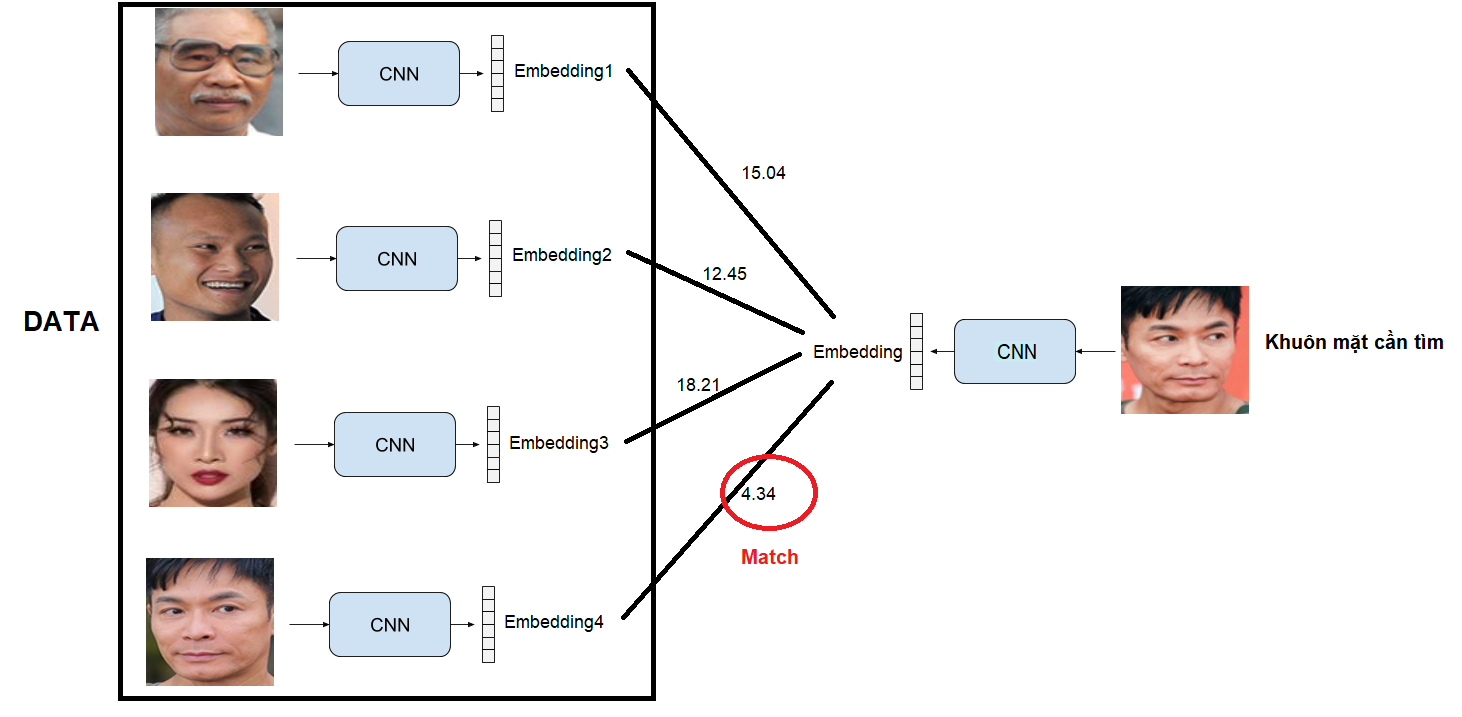 CNN
Embedding1
15.04
CNN
Embedding2
12.45
DATA
Embedding
CNN
Khuôn mặt cần tìm
18.21
CNN
Embedding3
4.34
Match
CNN
Embedding4